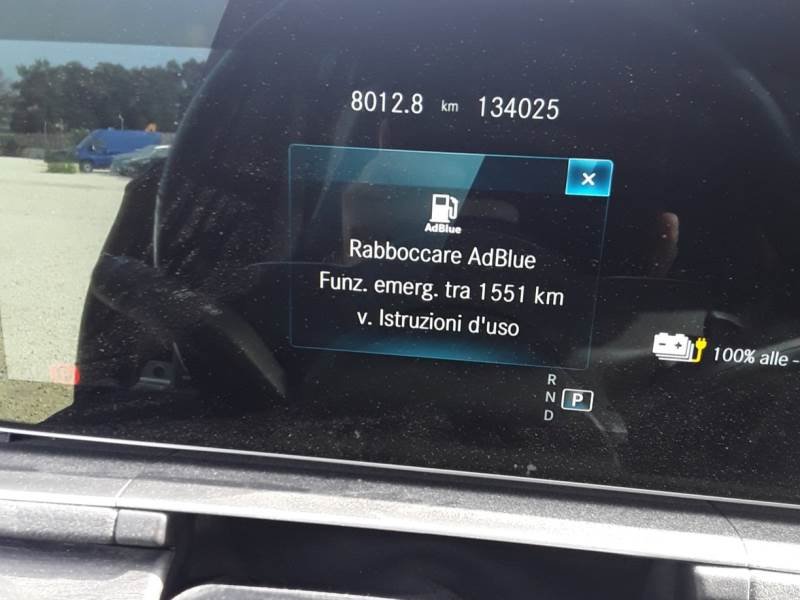 8012.8 km 134025
AdBlue
Rabboccare AdBlue
Funz. emerg. tra 1551 km
v. Istruzioni d'uso
100% alle -
R
N P
D